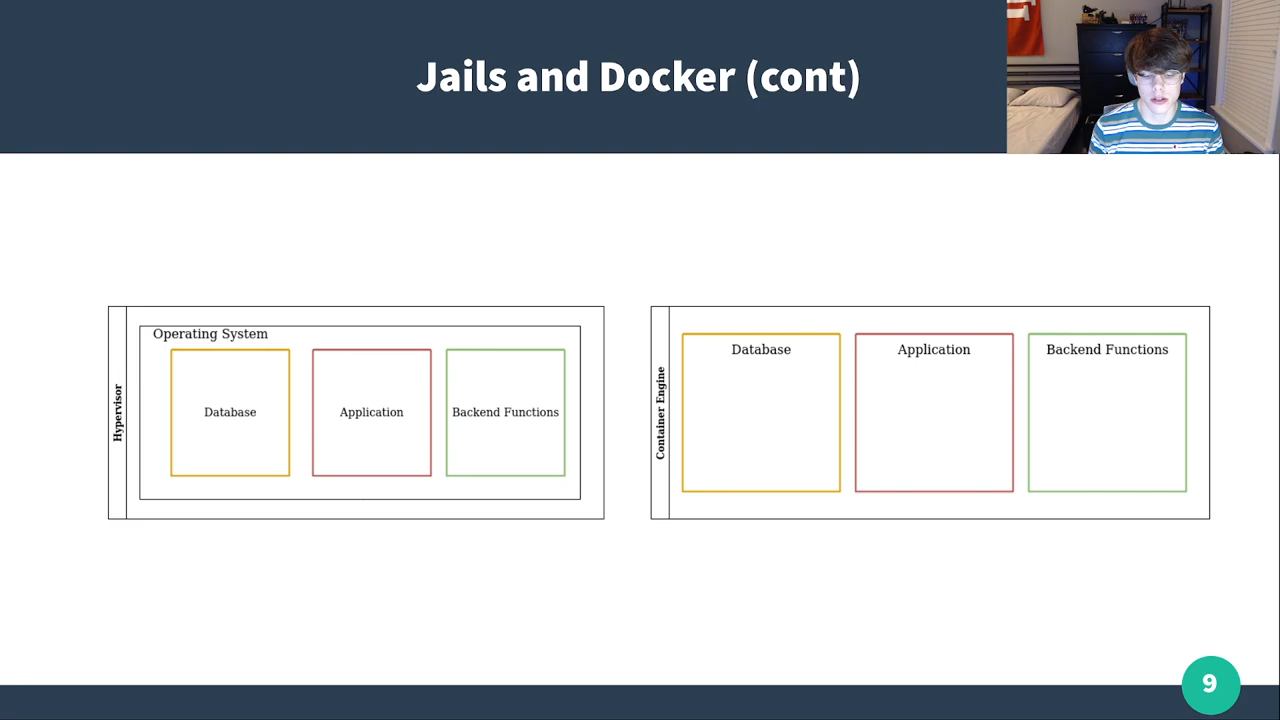 Jails and Docker (cont)
Hypervisor
Operating System
Database
Application
Backend Functions
Container Engine
Database
Application
Backend Functions
9